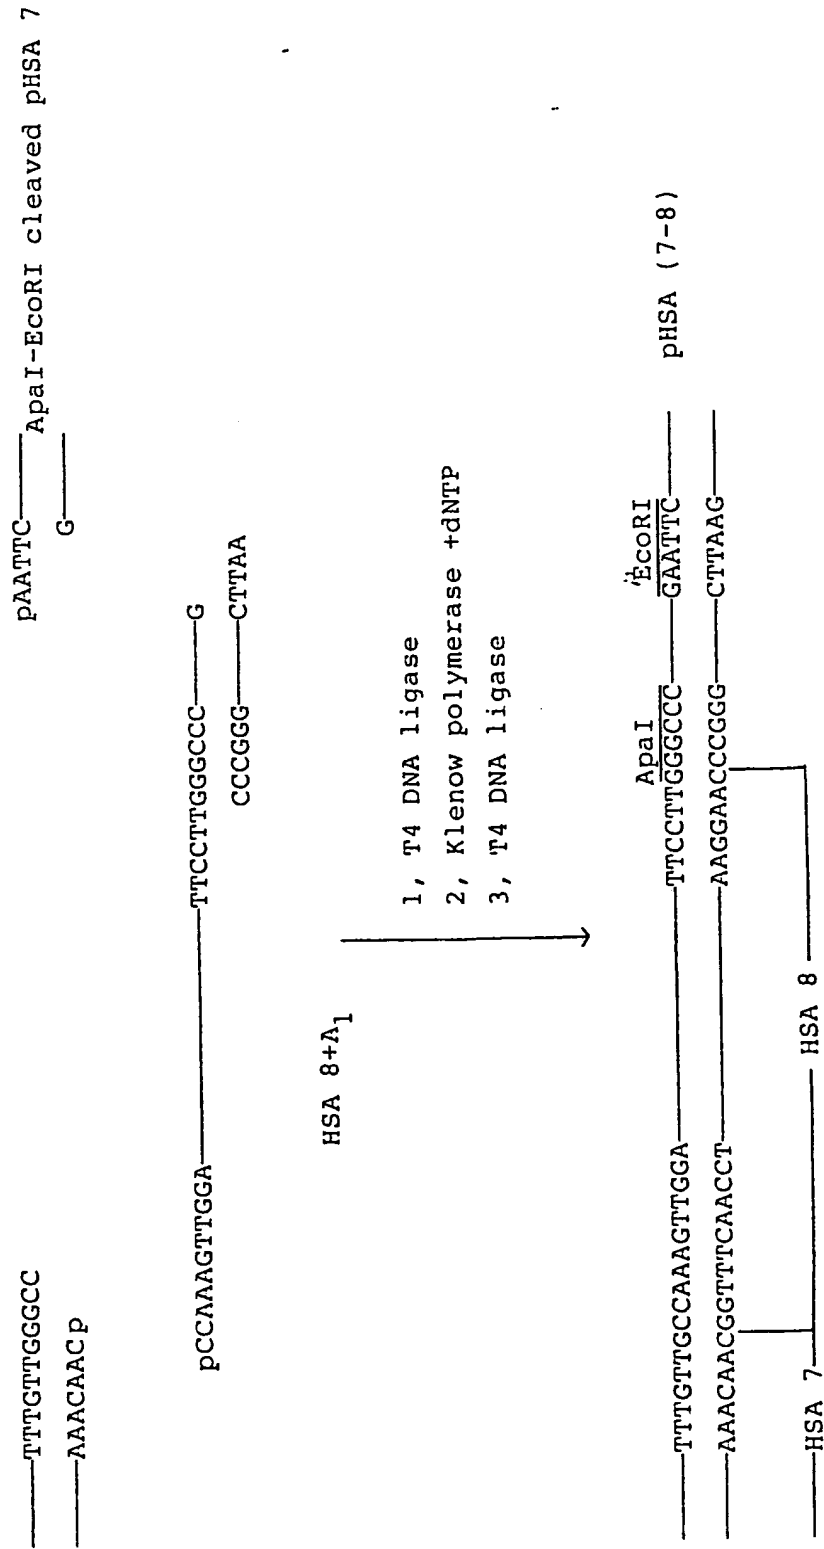 TTTGTTGGGCC pAATTC
ApaI-EcoRI cleaved pHSA 7
AAACAACp G
pCCAAAGTTGGA TTCCTTGGGCCC G
CCCGGG CTTAA
HSA 8+A1
1, T4 DNA ligase
2, Klenow polymerase +dNTP
3, T4 DNA ligase
ApaI EcoRI
TTTGTTGCCAAAGTTGGA TTCCTTGGGCCC GAATTC
pHSA (7-8)
AAACAACGGTTTCAACCT AAGGAACCCGGG CTTAAG
HSA 7 HSA 8